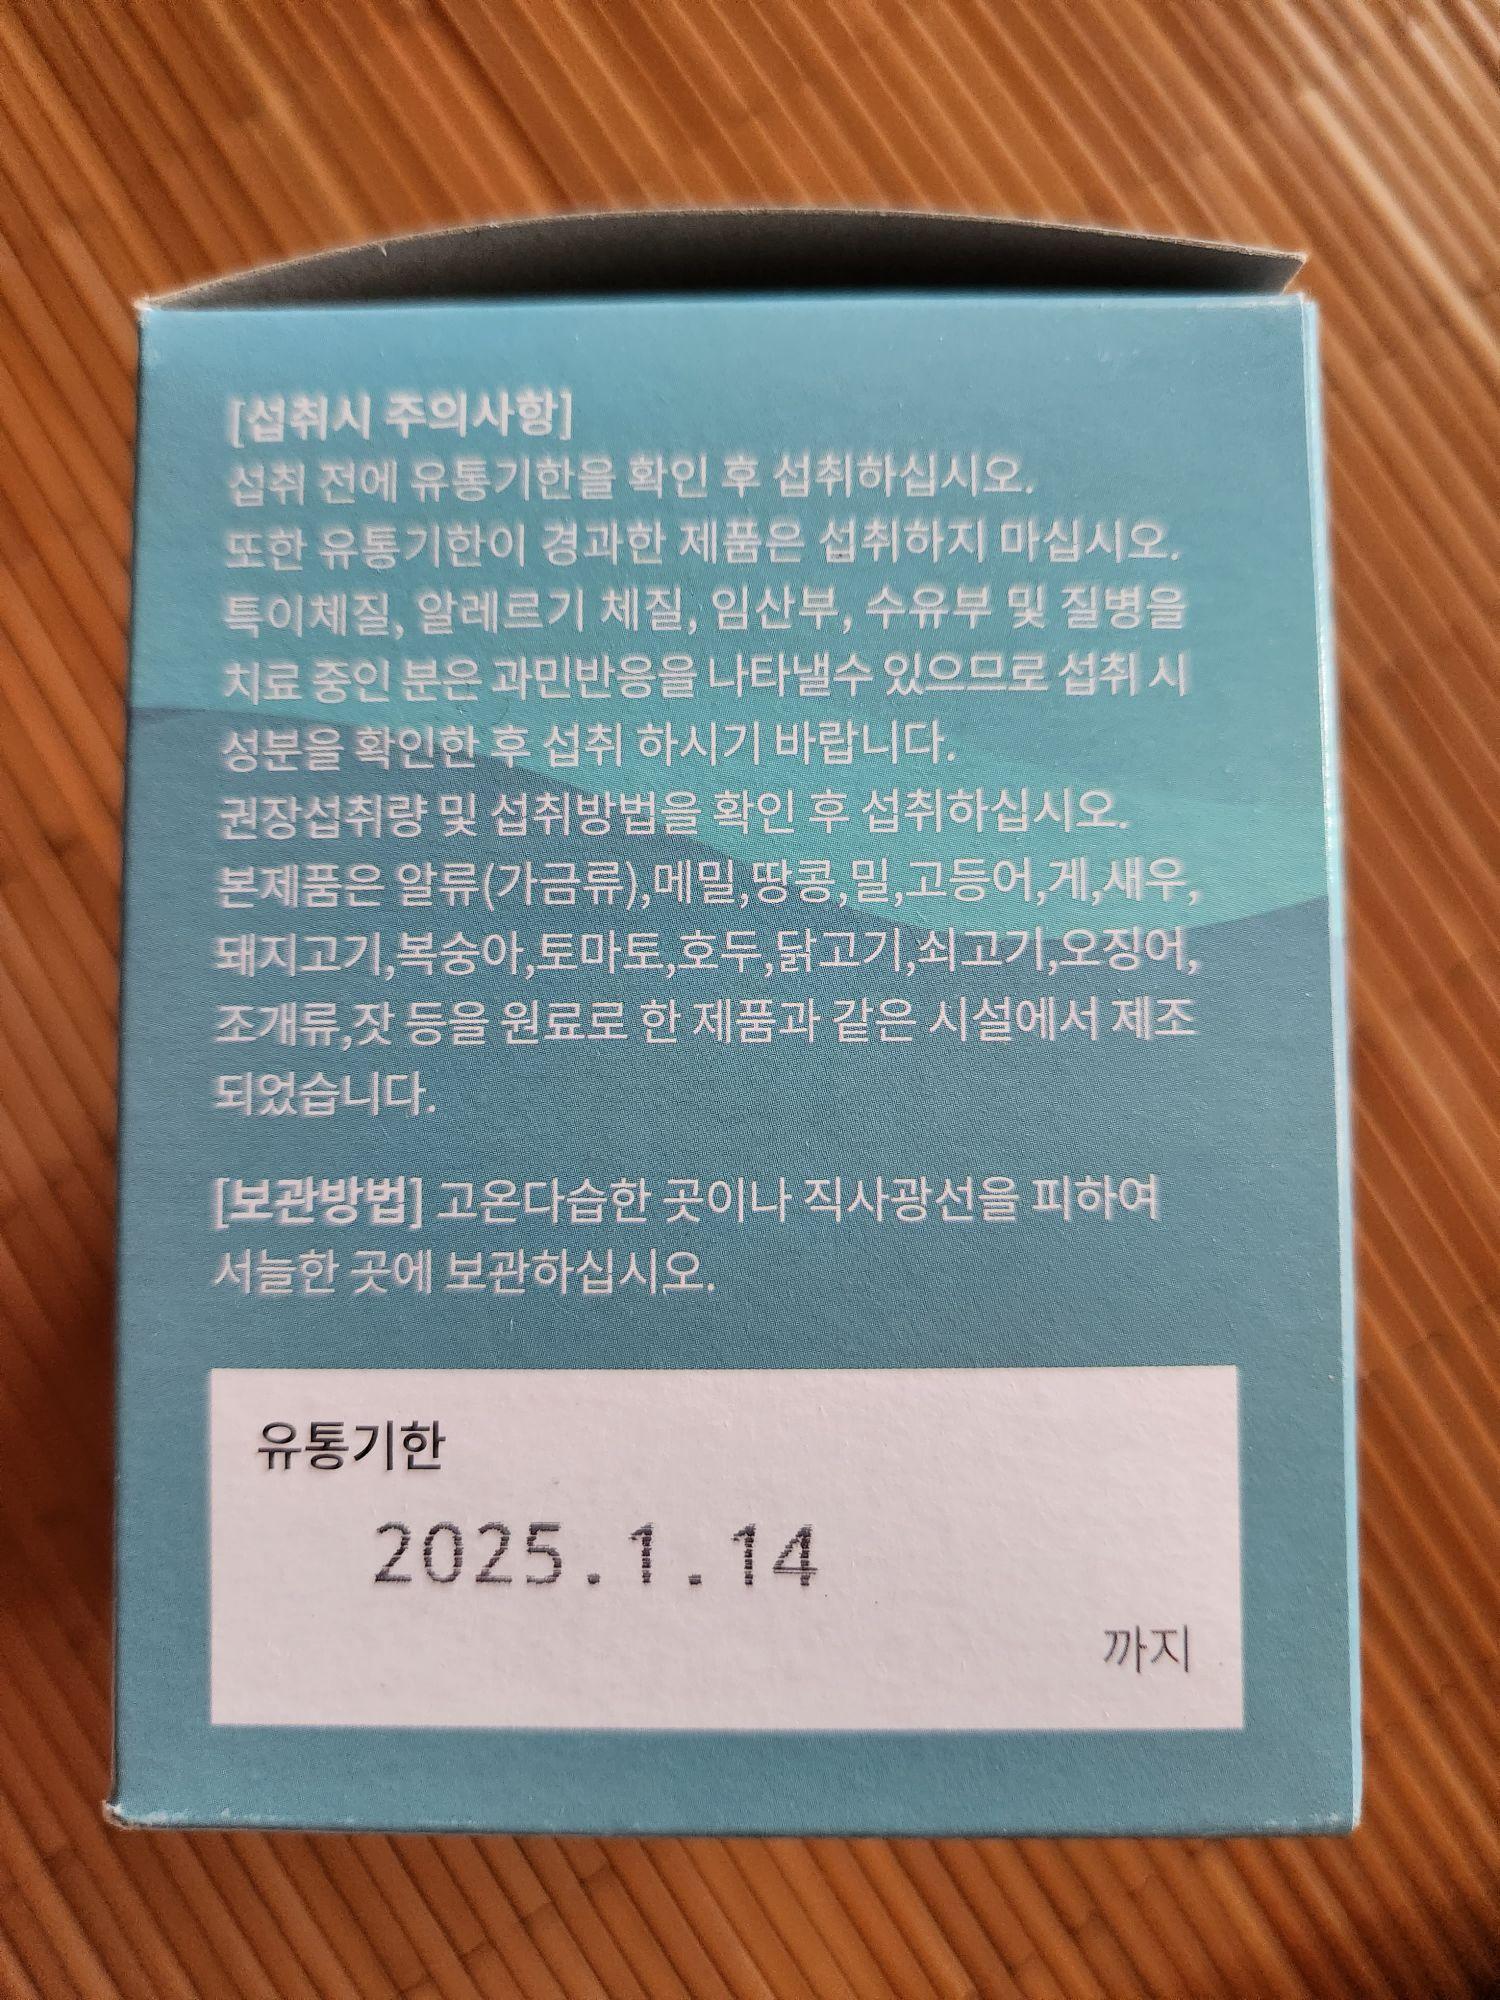 [섭취시 주의사항]
섭취 전에 유통기한을 확인 후 섭취하십시오.
또한 유통기한이 경과한 제품은 섭취하지 마십시오.
특이체질, 알레르기 체질, 임산부, 수유부 및 질병을
치료 중인 분은 과민반응을 나타낼수 있으므로 섭취 시
성분을 확인한 후 섭취 하시기 바랍니다.
권장섭취량 및 섭취방법을 확인 후 섭취하십시오.
본제품은 알류(가금류),메밀,땅콩,밀,고등어,게,새우,
돼지고기,복숭아,토마토,호두,닭고기,쇠고기,오징어,
조개류,잣 등을 원료로 한 제품과 같은 시설에서 제조
되었습니다.
[보관방법] 고온다습한 곳이나 직사광선을 피하여
서늘한 곳에 보관하십시오.
유통기한
2025.1.14
까지